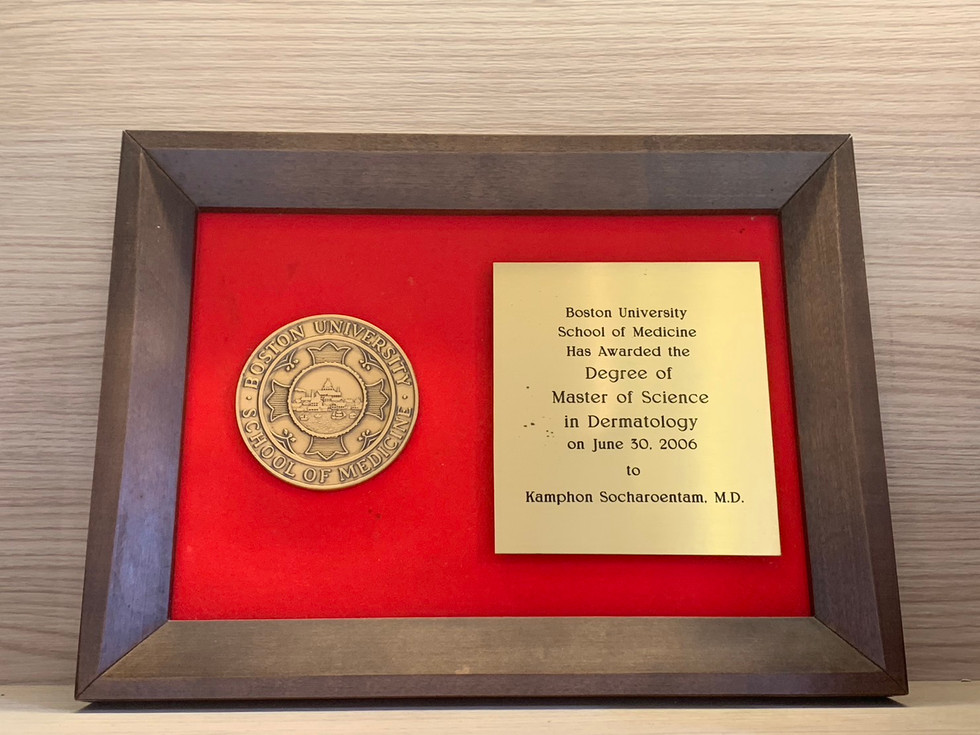 BOSTON UNIVERSITY
SCHOOL OF MEDICINE
Boston University
School of Medicine
Has Awarded the
Degree of
Master of Science
in Dermatology
on June 30, 2006
to
Kamphon Socharoentam, M.D.